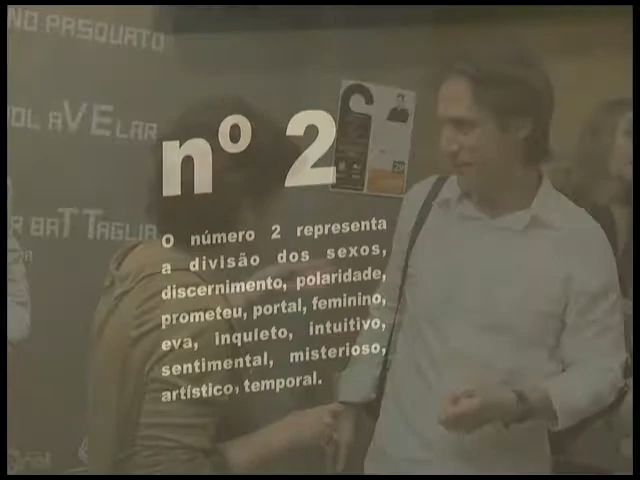 NO PASQUATO
OL AVELAR
R BATTAGLIA
nº 2
O número 2 representa
a divisão dos sexos,
discernimento, polaridade,
prometeu, portal, feminino,
eva, inquieto, intuitivo,
sentimental, misterioso,
artístico, temporal.